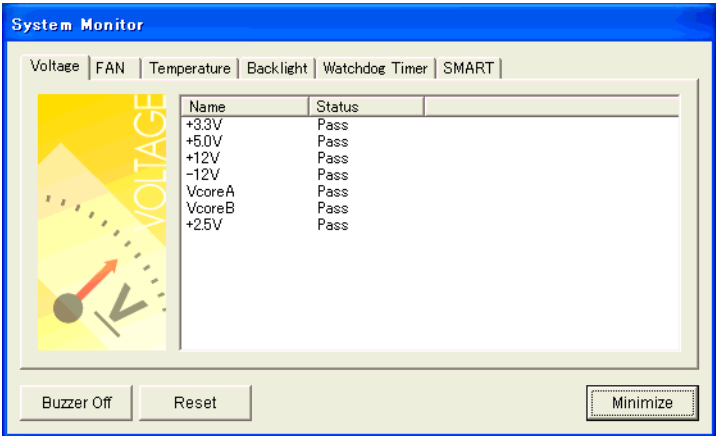 System Monitor
Voltage FAN Temperature Backlight Watchdog Timer SMART
VOLTAGE
V
Name Status
+3.3V Pass
+5.0V Pass
+12V Pass
-12V Pass
VcoreA Pass
VcoreB Pass
+2.5V Pass
Buzzer Off Reset Minimize